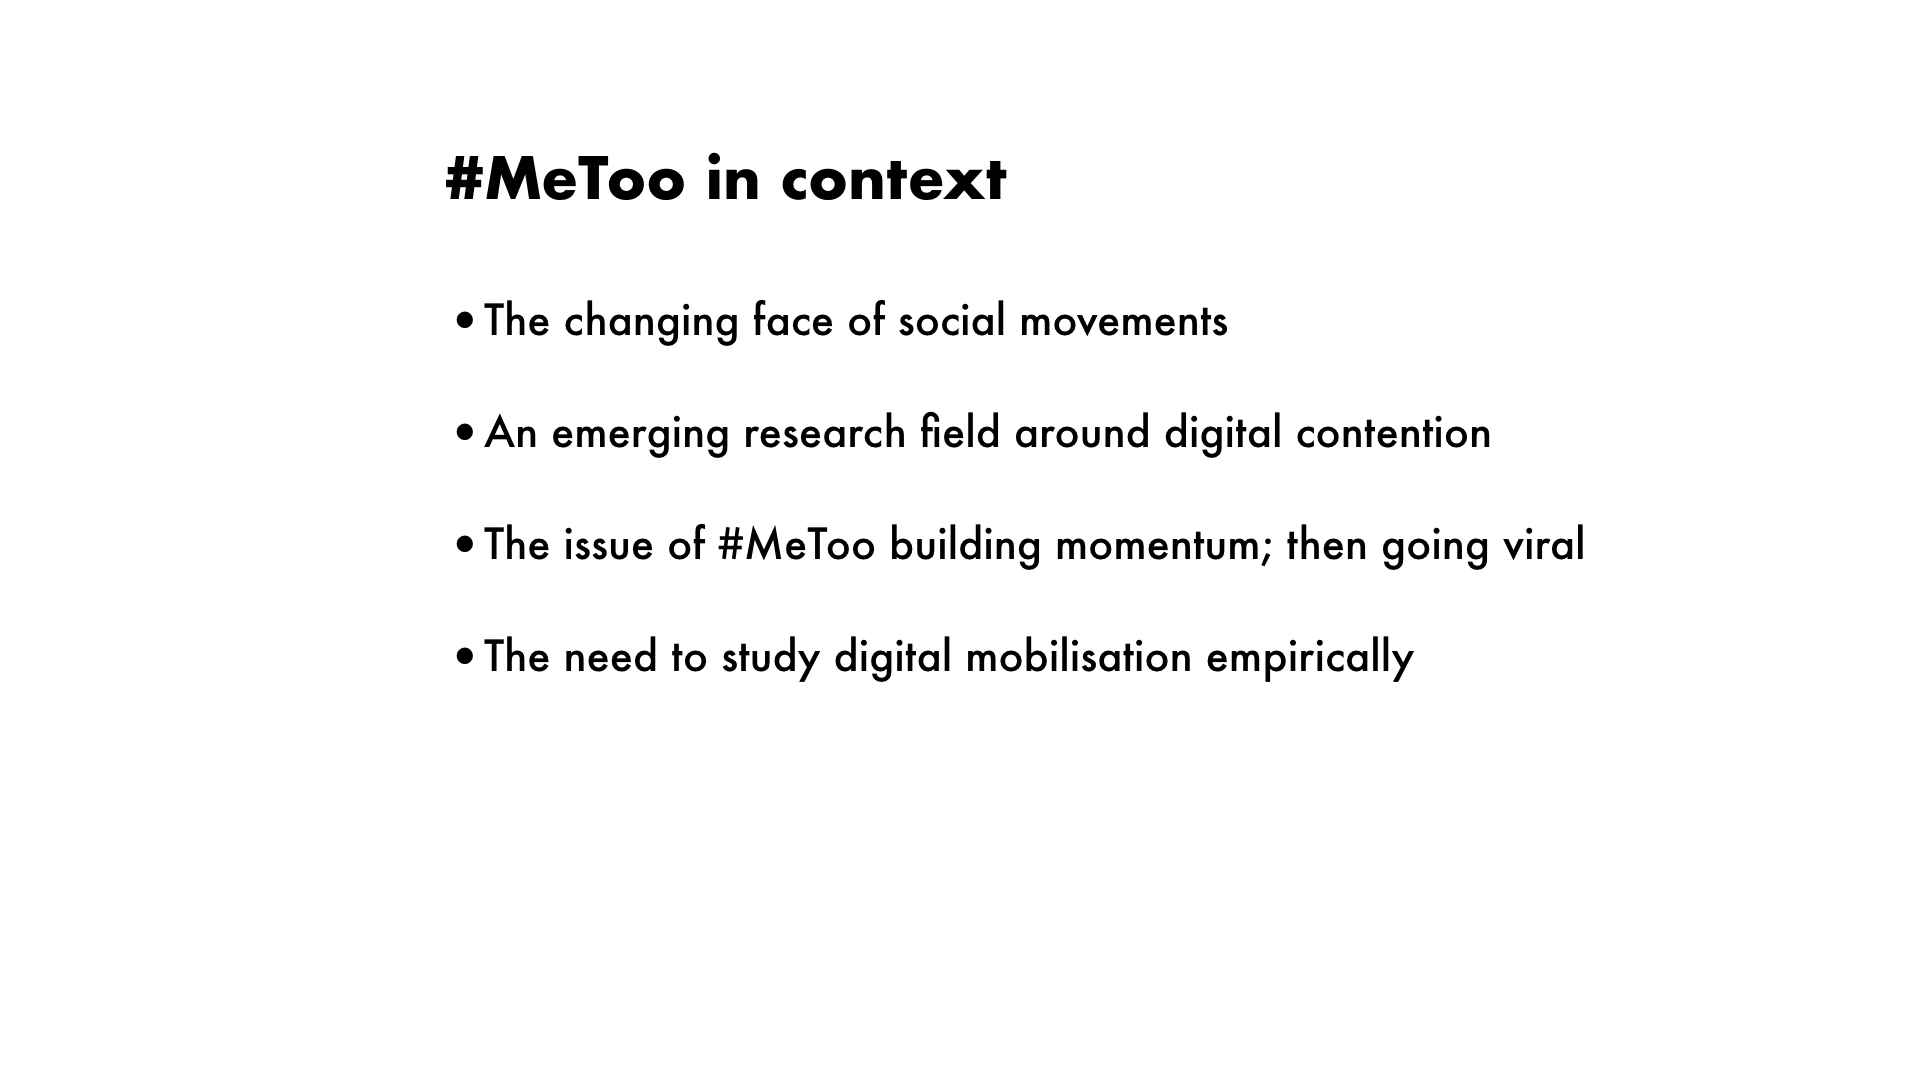 #MeToo in context
•The changing face of social movements
•An emerging research field around digital contention
•The issue of #MeToo building momentum; then going viral
•The need to study digital mobilisation empirically